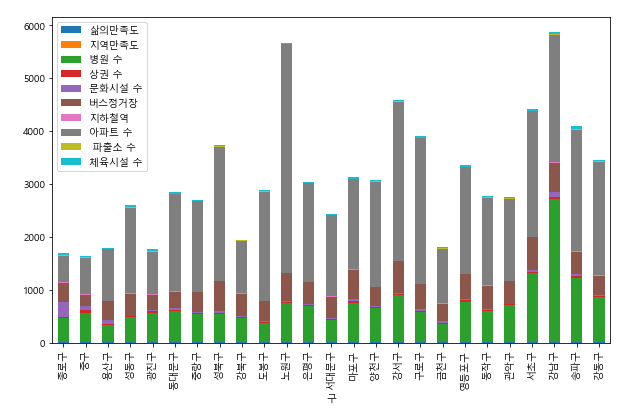 6000
5000
4000
3000
2000
1000
0
삶의만족도
지역만족도
병원 수
상권 수
문화시설 수
버스정거장
지하철역
아파트 수
파출소 수
체육시설 수
종로구
중구
용산구
성동구
광진구
동대문구
중랑구
성북구
강북구
도봉구
노원구
은평구
서대문구
마포구
양천구
강서구
구로구
금천구
영등포구
동작구
관악구
서초구
강남구
송파구
강동구
구